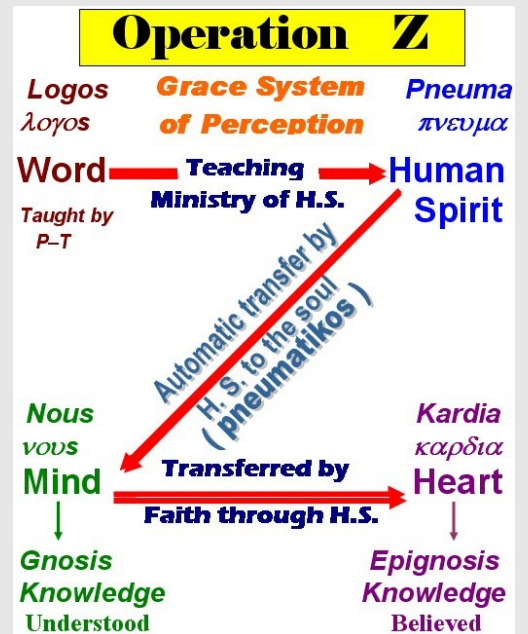 Operation Z
Logos
λογος
Grace System
of Perception
Pneuma
πνευμα
Word
Teaching
Ministry of H.S.
Human
Spirit
Taught by
P–T
Automatic transfer by
H. S. to the soul
( pneumatikos )
Nous
νους
Mind
Transferred by
Faith through H.S.
Kardia
καρδια
Heart
Gnosis
Knowledge
Understood
Epignosis
Knowledge
Believed